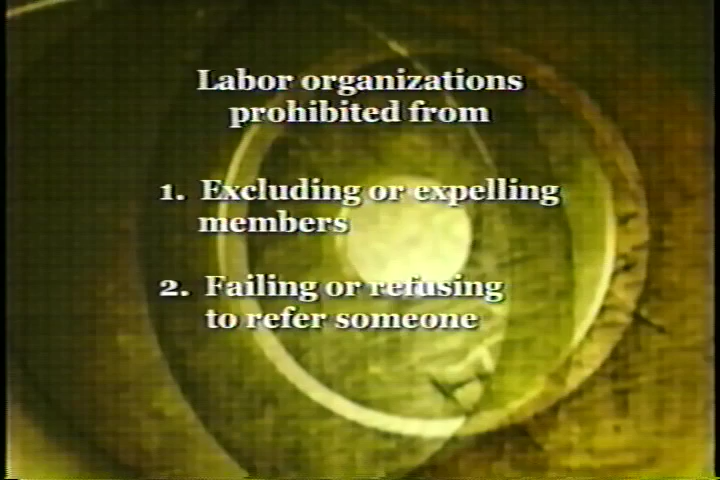 Labor organizations
prohibited from
1. Excluding or expelling
members
2. Failing or refusing
to refer someone